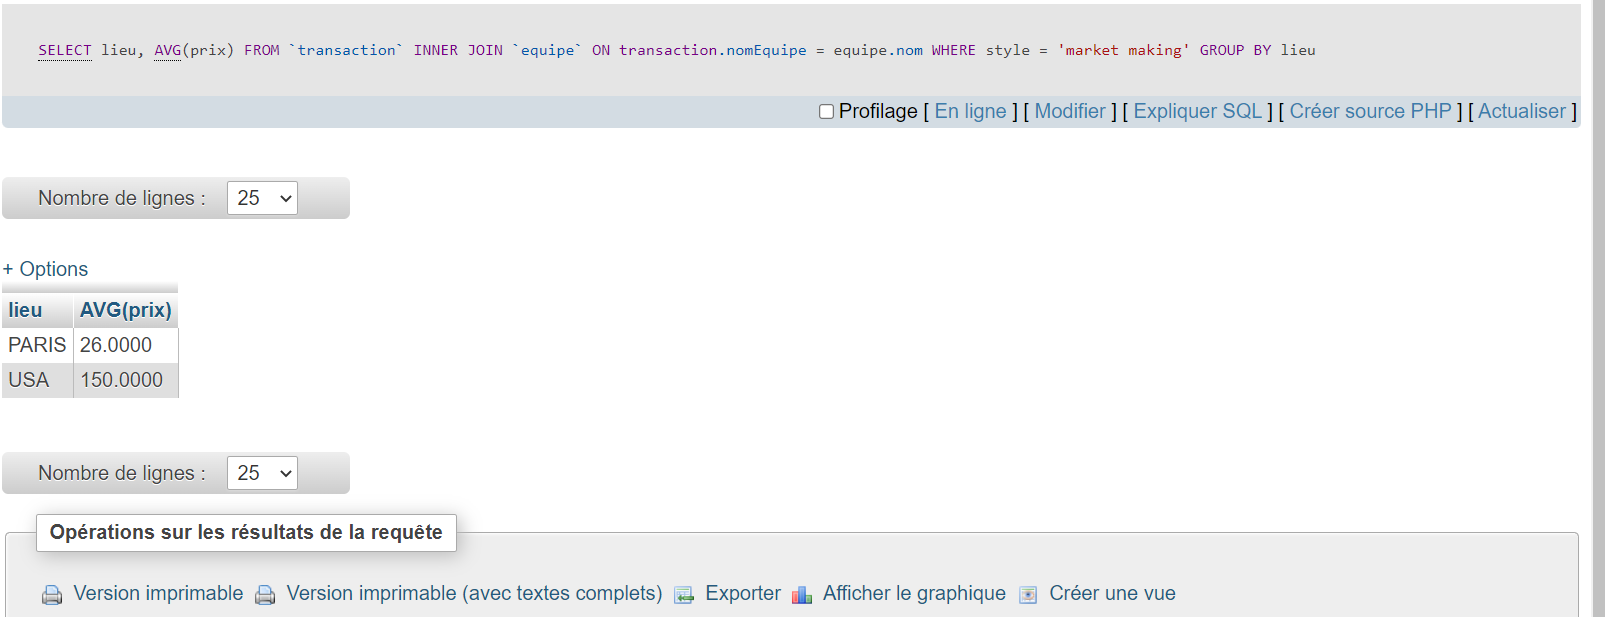 SELECT lieu, AVG(prix) FROM `transaction` INNER JOIN `equipe` ON transaction.nomEquipe = equipe.nom WHERE style = 'market making' GROUP BY lieu
Profilage [ En ligne ] [ Modifier ] [ Expliquer SQL ] [ Créer source PHP ] [ Actualiser ]
Nombre de lignes : 25
+ Options
lieu AVG(prix)
PARIS 26.0000
USA 150.0000
Nombre de lignes : 25
Opérations sur les résultats de la requête
Version imprimable Version imprimable (avec textes complets) Exporter Afficher le graphique Créer une vue